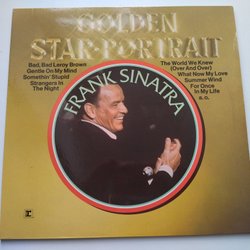 GOLDEN
STAR-PORTRAIT
Bad, Bad Leroy Brown
Gentle On My Mind
Somethin' Stupid
Strangers In
The Night
The World We Knew
(Over And Over)
What Now My Love
Summer Wind
For Once
In My Life
a.o.
FRANK SINATRA